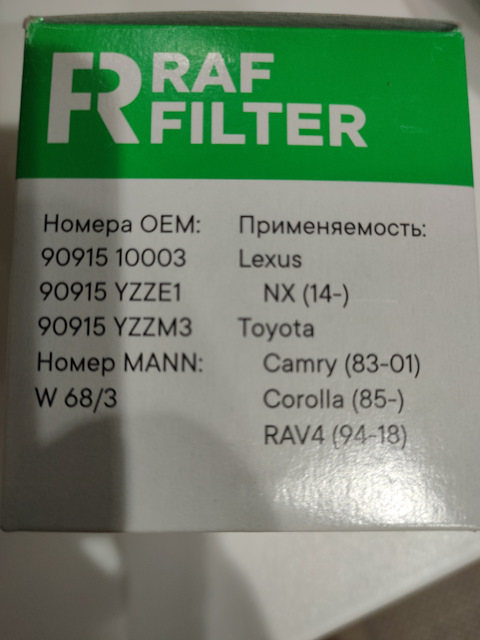 RAF
FILTER
Номера OEM:
90915 10003
90915 YZZE1
90915 YZZM3
Номер MANN:
W 68/3
Применяемость:
Lexus
NX (14-)
Toyota
Camry (83-01)
Corolla (85-)
RAV4 (94-18)